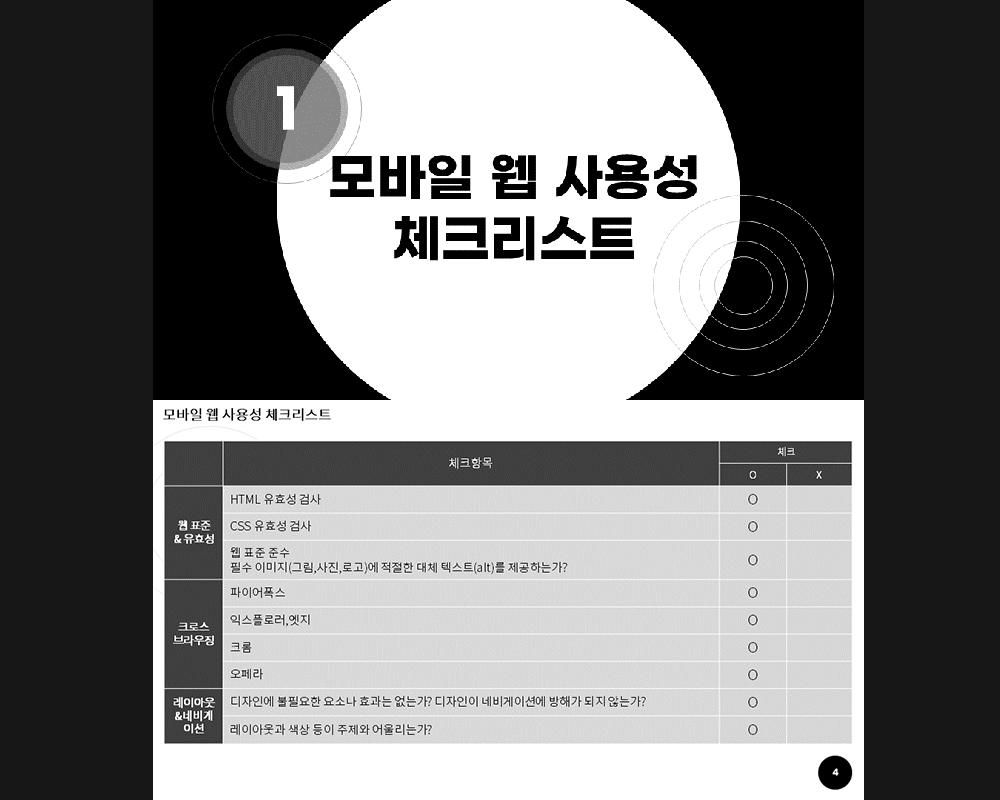 1
모바일 웹 사용성
체크리스트
모바일 웹 사용성 체크리스트
체크항목
체크
O
X
웹 표준
& 유효성
HTML 유효성 검사
O
CSS 유효성 검사
O
웹 표준 준수
필수 이미지(그림,사진,로고)에 적절한 대체 텍스트(alt)를 제공하는가?
O
크로스
브라우징
파이어폭스
O
익스플로러,엣지
O
크롬
O
오페라
O
레이아웃
&네비게
이션
디자인에 불필요한 요소나 효과는 없는가? 디자인이 네비게이션에 방해가 되지 않는가?
O
레이아웃과 색상 등이 주제와 어울리는가?
O
4